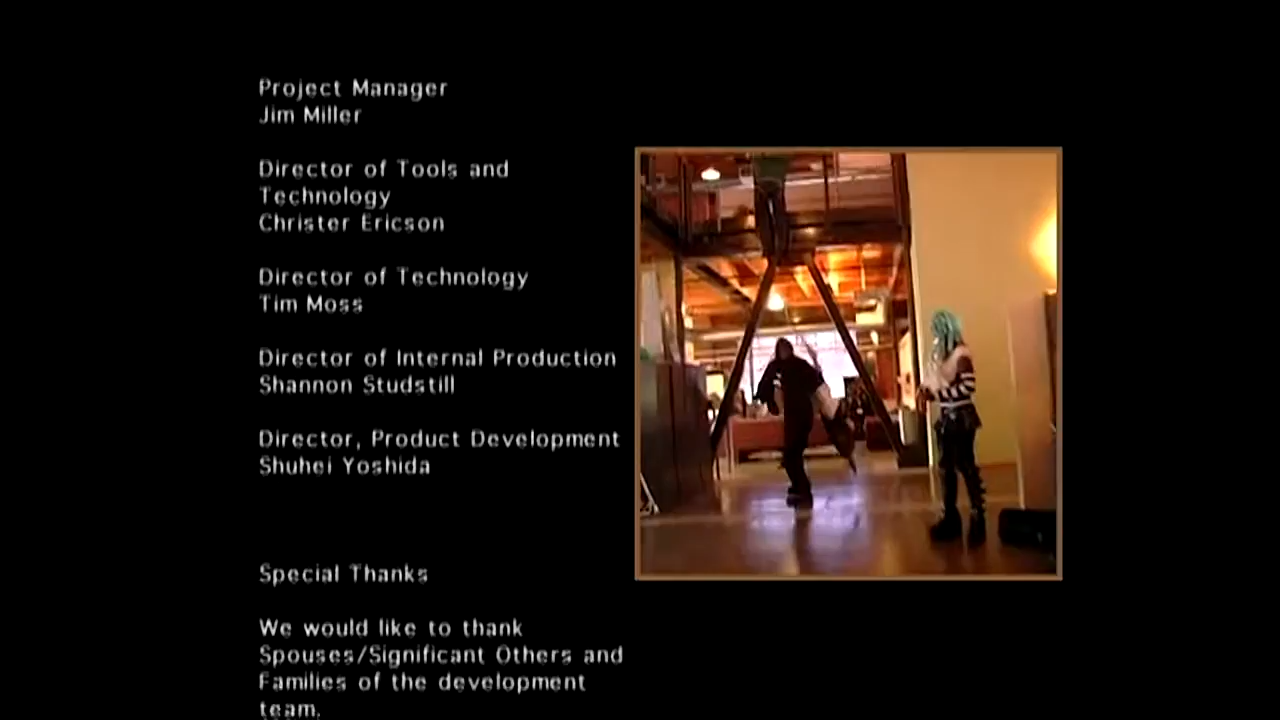 Project Manager
Jim Miller
Director of Tools and
Technology
Christer Ericson
Director of Technology
Tim Moss
Director of Internal Production
Shannon Studstill
Director, Product Development
Shuhei Yoshida
Special Thanks
We would like to thank
Spouses/Significant Others and
Families of the development
team.